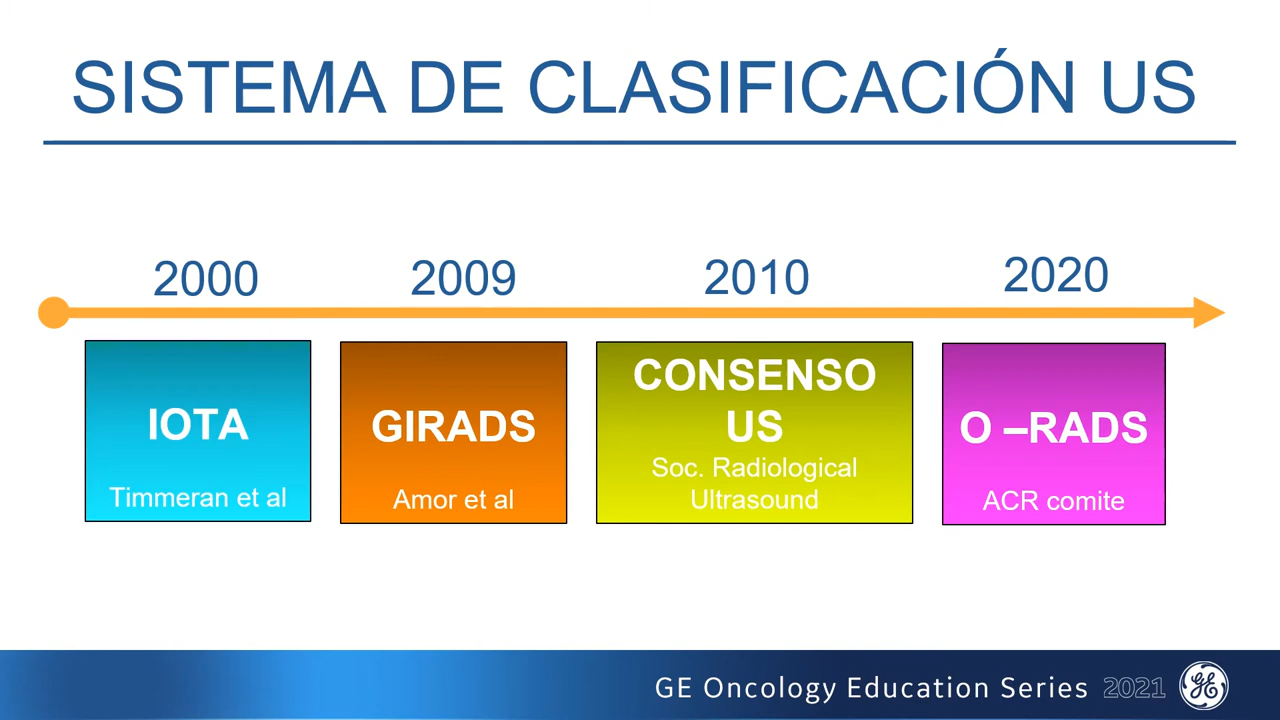 SISTEMA DE CLASIFICACIÓN US
2000
2009
2010
2020
IOTA
Timmeran et al
GIRADS
Amor et al
CONSENSO
US
Soc. Radiological
Ultrasound
O –RADS
ACR comite
GE Oncology Education Series 2021
GE